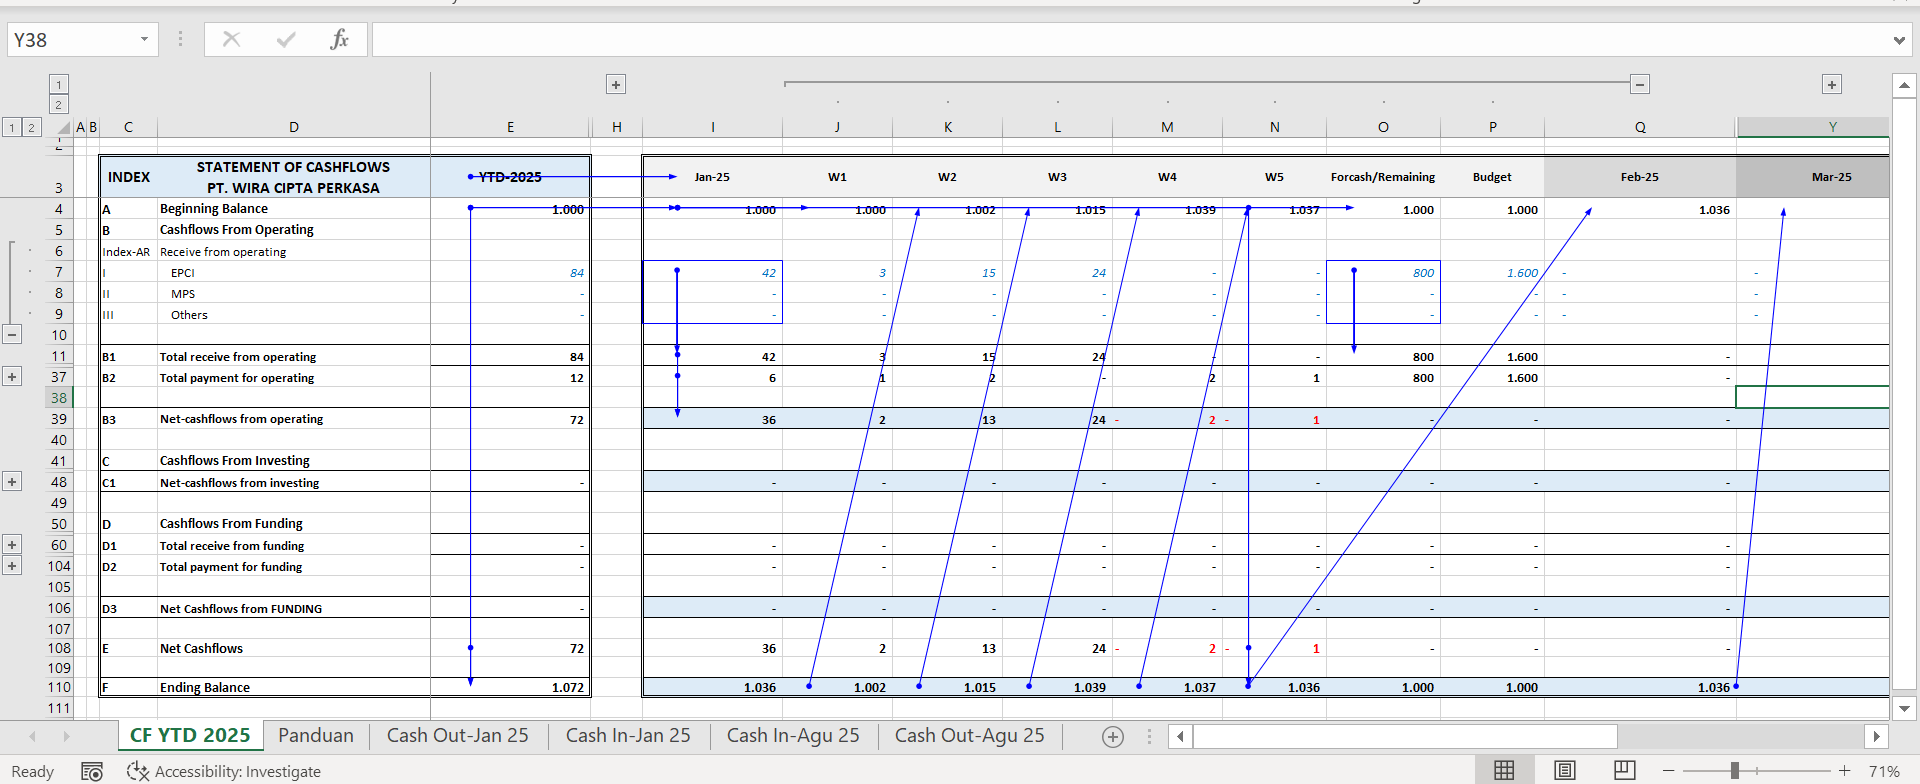 Y38 fx
1
2
1 2 A B C D E H I J K L M N O P Q Y
2
3 INDEX STATEMENT OF CASHFLOWS YTD-2025 Jan-25 W1 W2 W3 W4 W5 Forcash/Remaining Budget Feb-25 Mar-25
PT. WIRA CIPTA PERKASA
4 A Beginning Balance 1.000 1.000 1.000 1.002 1.015 1.039 1.037 1.000 1.000 1.036
5 B Cashflows From Operating
6 Index-AR Receive from operating
7 I EPCI 84 42 3 15 24 - - 800 1.600 - -
8 II MPS - - - - - - - - - - -
9 III Others - - - - - - - - - - -
10
11 B1 Total receive from operating 84 42 3 15 24 - - 800 1.600 -
37 B2 Total payment for operating 12 6 1 2 - 2 1 800 1.600 -
38
39 B3 Net-cashflows from operating 72 36 2 13 24 - 2 - 1 - - -
40
41 C Cashflows From Investing
48 C1 Net-cashflows from investing - - - - - - - - - -
49
50 D Cashflows From Funding
60 D1 Total receive from funding - - - - - - - - - -
104 D2 Total payment for funding - - - - - - - - - -
105
106 D3 Net Cashflows from FUNDING - - - - - - - - - -
107
108 E Net Cashflows 72 36 2 13 24 - 2 - 1 - - -
109
110 F Ending Balance 1.072 1.036 1.002 1.015 1.039 1.037 1.036 1.000 1.000 1.036
111
CF YTD 2025 Panduan Cash Out-Jan 25 Cash In-Jan 25 Cash In-Agu 25 Cash Out-Agu 25
Ready Accessibility: Investigate 71%